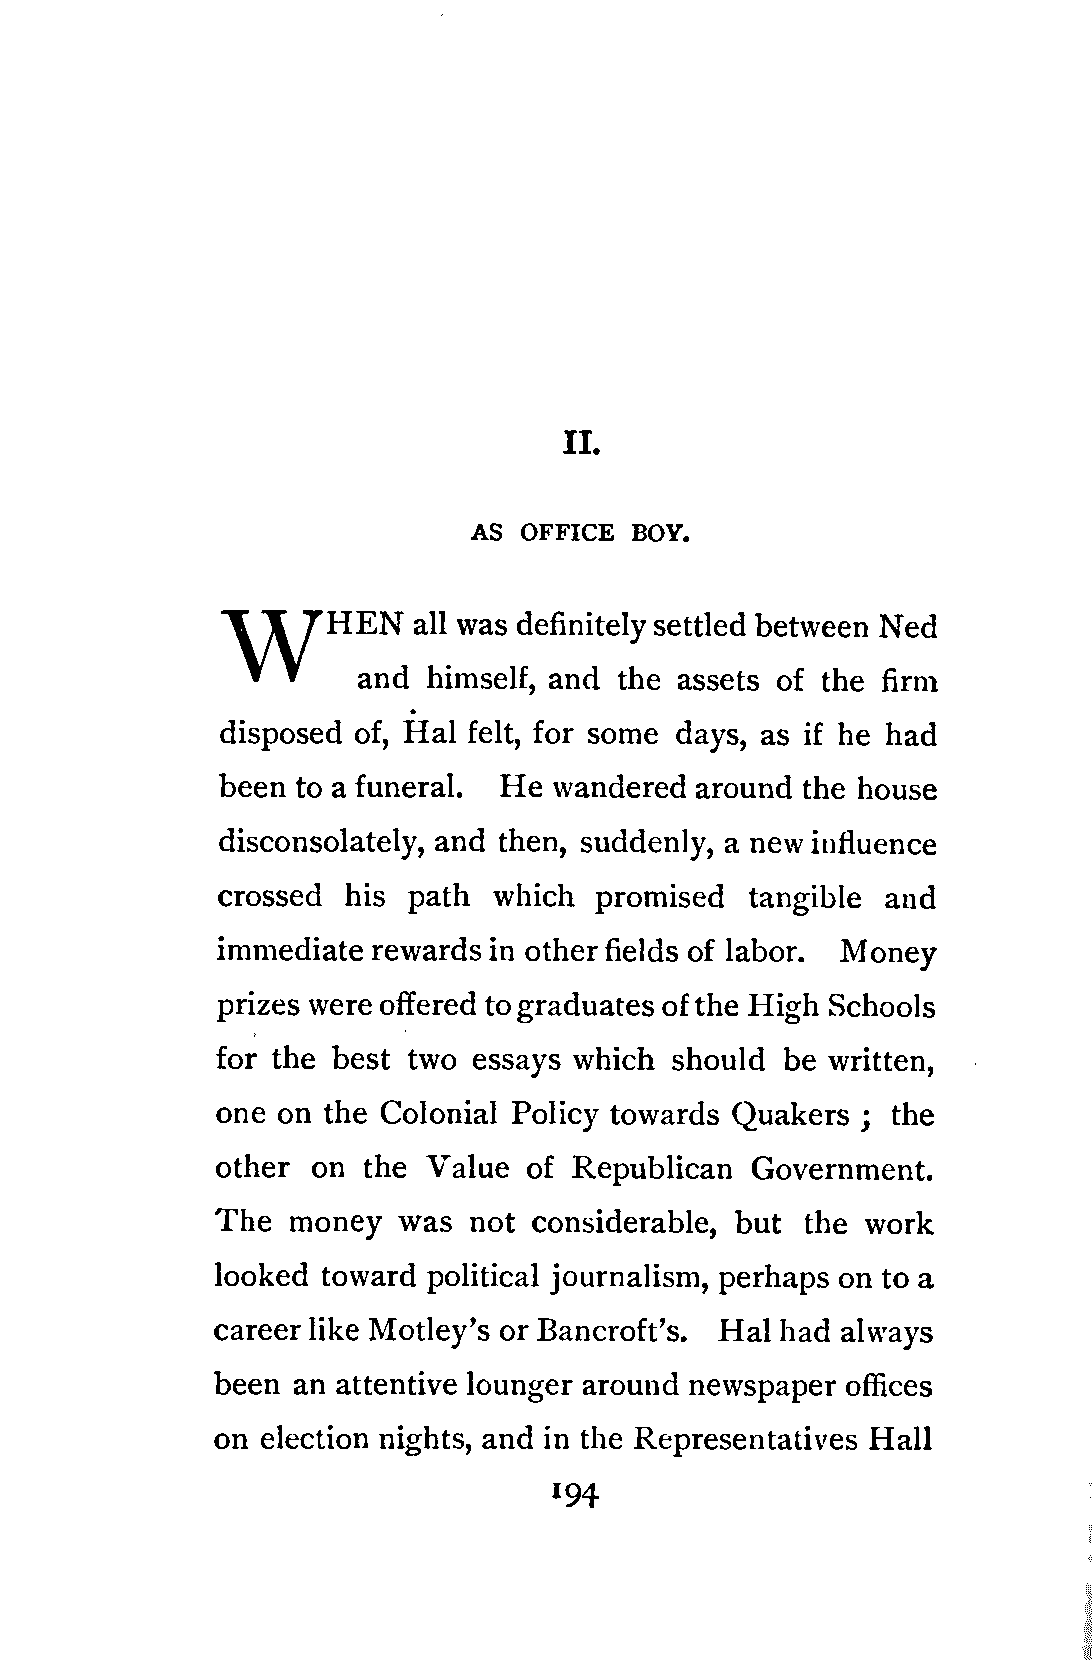 II.
AS OFFICE BOY.
WHEN all was definitely settled between Ned
and himself, and the assets of the firm
disposed of, Hal felt, for some days, as if he had
been to a funeral. He wandered around the house
disconsolately, and then, suddenly, a new influence
crossed his path which promised tangible and
immediate rewards in other fields of labor. Money
prizes were offered to graduates of the High Schools
for the best two essays which should be written,
one on the Colonial Policy towards Quakers ; the
other on the Value of Republican Government.
The money was not considerable, but the work
looked toward political journalism, perhaps on to a
career like Motley's or Bancroft's. Hal had always
been an attentive lounger around newspaper offices
on election nights, and in the Representatives Hall
194